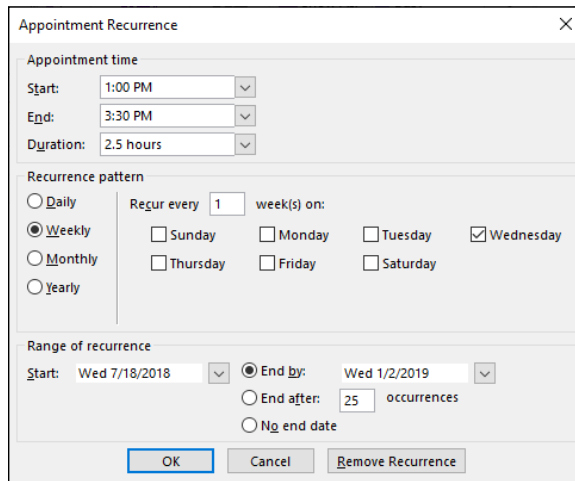 Appointment Recurrence
Appointment time
Start: 1:00 PM
End: 3:30 PM
Duration: 2.5 hours
Recurrence pattern
Daily Recur every 1 week(s) on:
Weekly Sunday Monday Tuesday Wednesday
Monthly Thursday Friday Saturday
Yearly
Range of recurrence
Start: Wed 7/18/2018 End by: Wed 1/2/2019
End after: 25 occurrences
No end date
OK Cancel Remove Recurrence